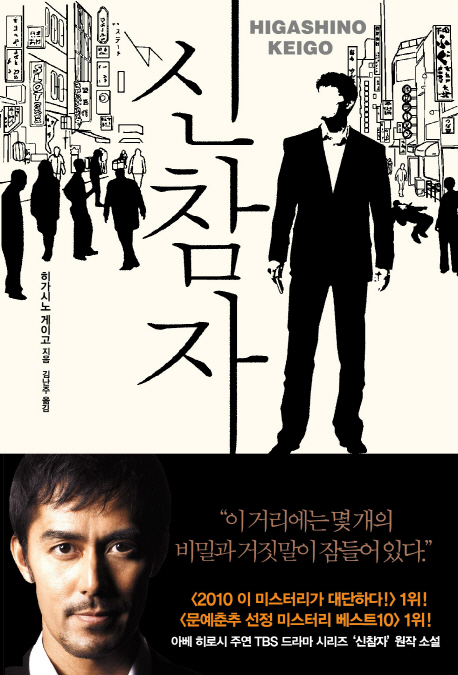 HIGASHINO
KEIGO
신참자
히가시노 게이고 지음
김난주 옮김
“이 거리에는 몇 개의
비밀과 거짓말이 잠들어 있다.”
<2010 이 미스터리가 대단하다!> 1위!
<문예춘추 선정 미스터리 베스트10> 1위!
아베 히로시 주연 TBS 드라마 시리즈 ‘신참자’ 원작 소설